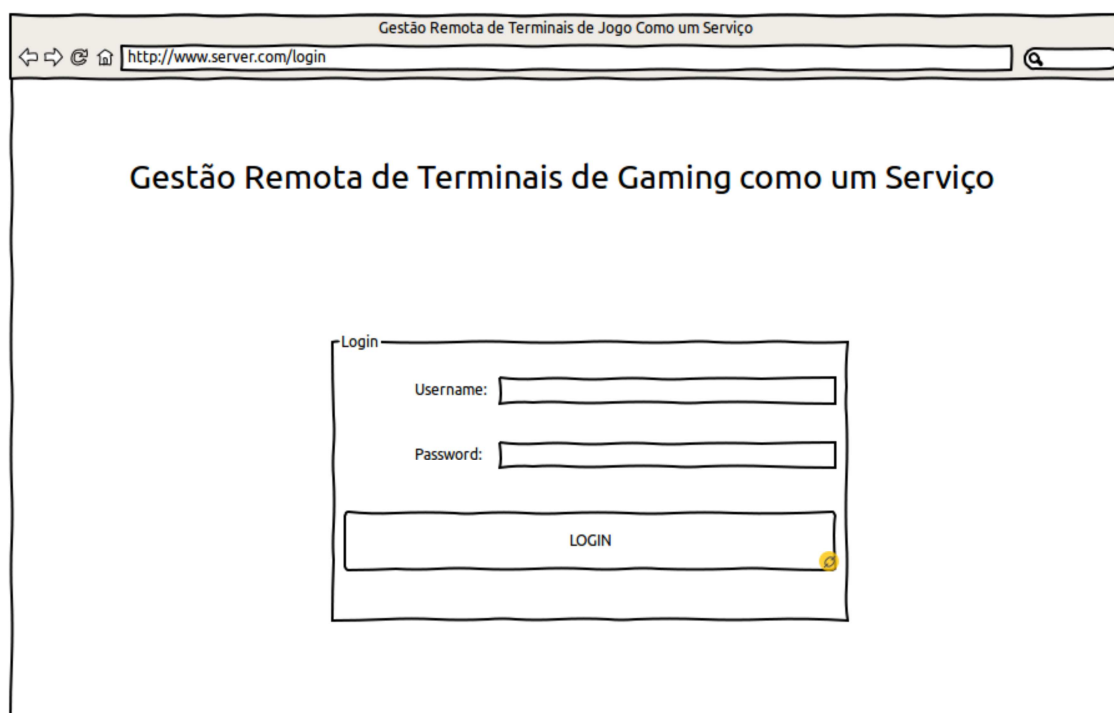 Gestão Remota de Terminais de Jogo Como um Serviço
http://www.server.com/login
Gestão Remota de Terminais de Gaming como um Serviço
Login
Username:
Password:
LOGIN